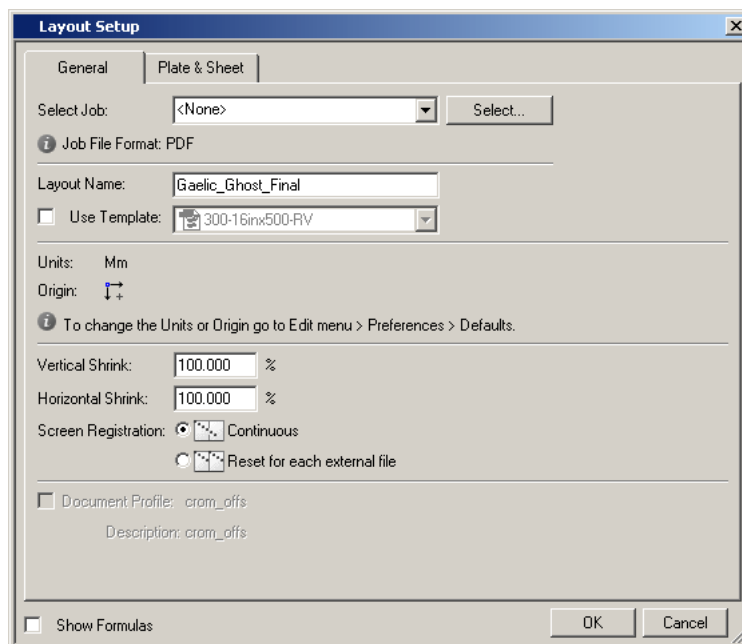 Layout Setup
General Plate & Sheet
Select Job: <None> Select...
Job File Format: PDF
Layout Name: Gaelic_Ghost_Final
Use Template: 300-16inx500-RV
Units: Mm
Origin:
To change the Units or Origin go to Edit menu > Preferences > Defaults.
Vertical Shrink: 100.000 %
Horizontal Shrink: 100.000 %
Screen Registration: Continuous
Reset for each external file
Document Profile: crom_offs
Description: crom_offs
Show Formulas OK Cancel